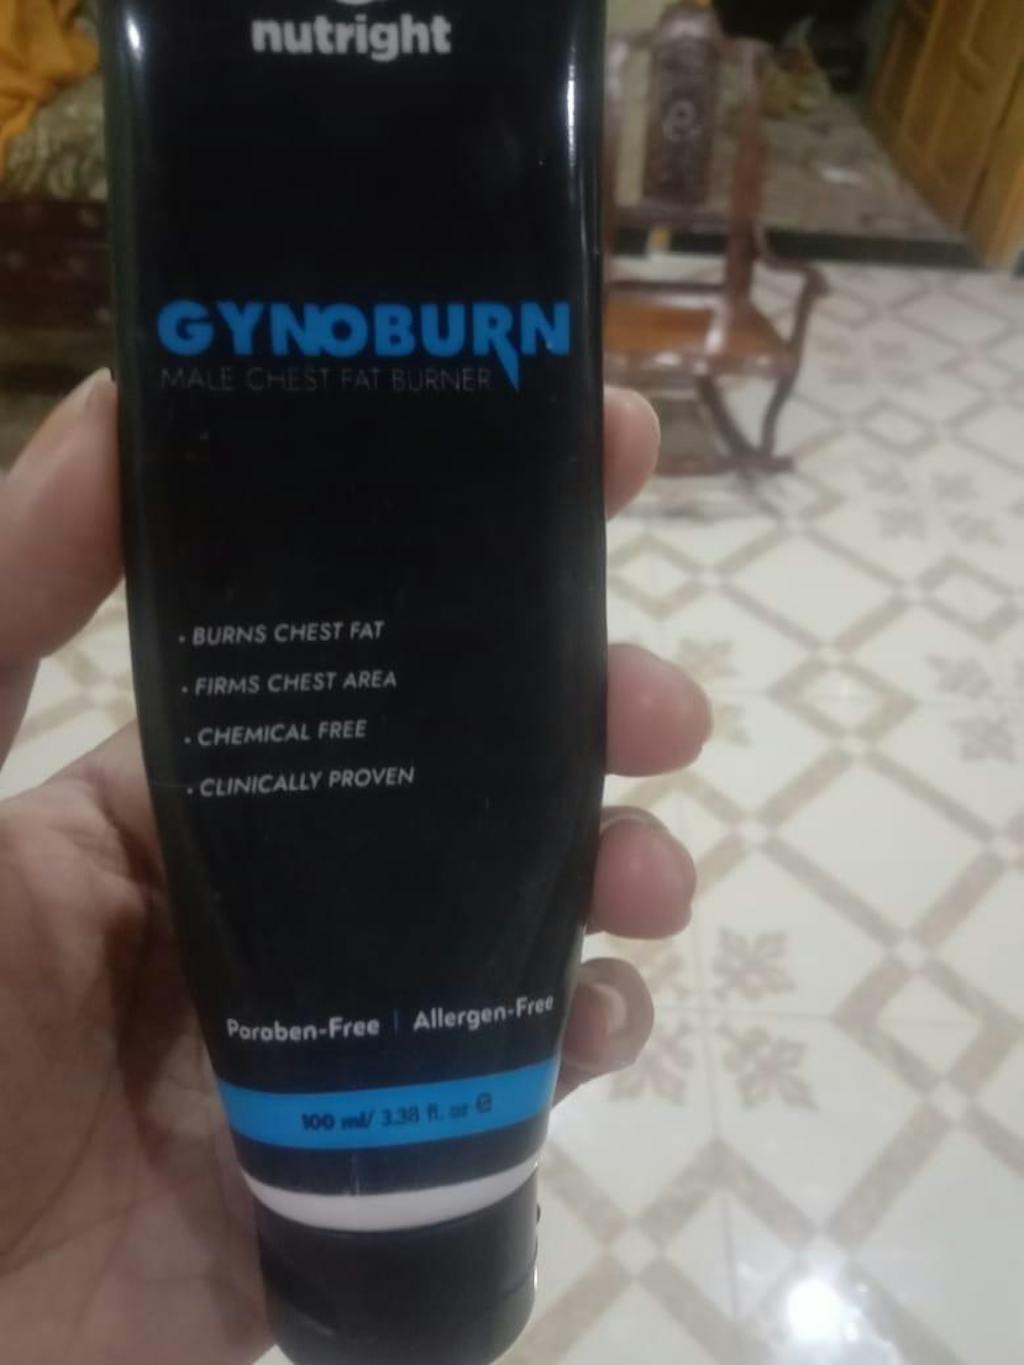 nutright
GYNOBURN
MALE CHEST FAT BURNER
• BURNS CHEST FAT
• FIRMS CHEST AREA
• CHEMICAL FREE
• CLINICALLY PROVEN
Paraben-Free | Allergen-Free
100 ml/ 3.38 fl. oz ℮